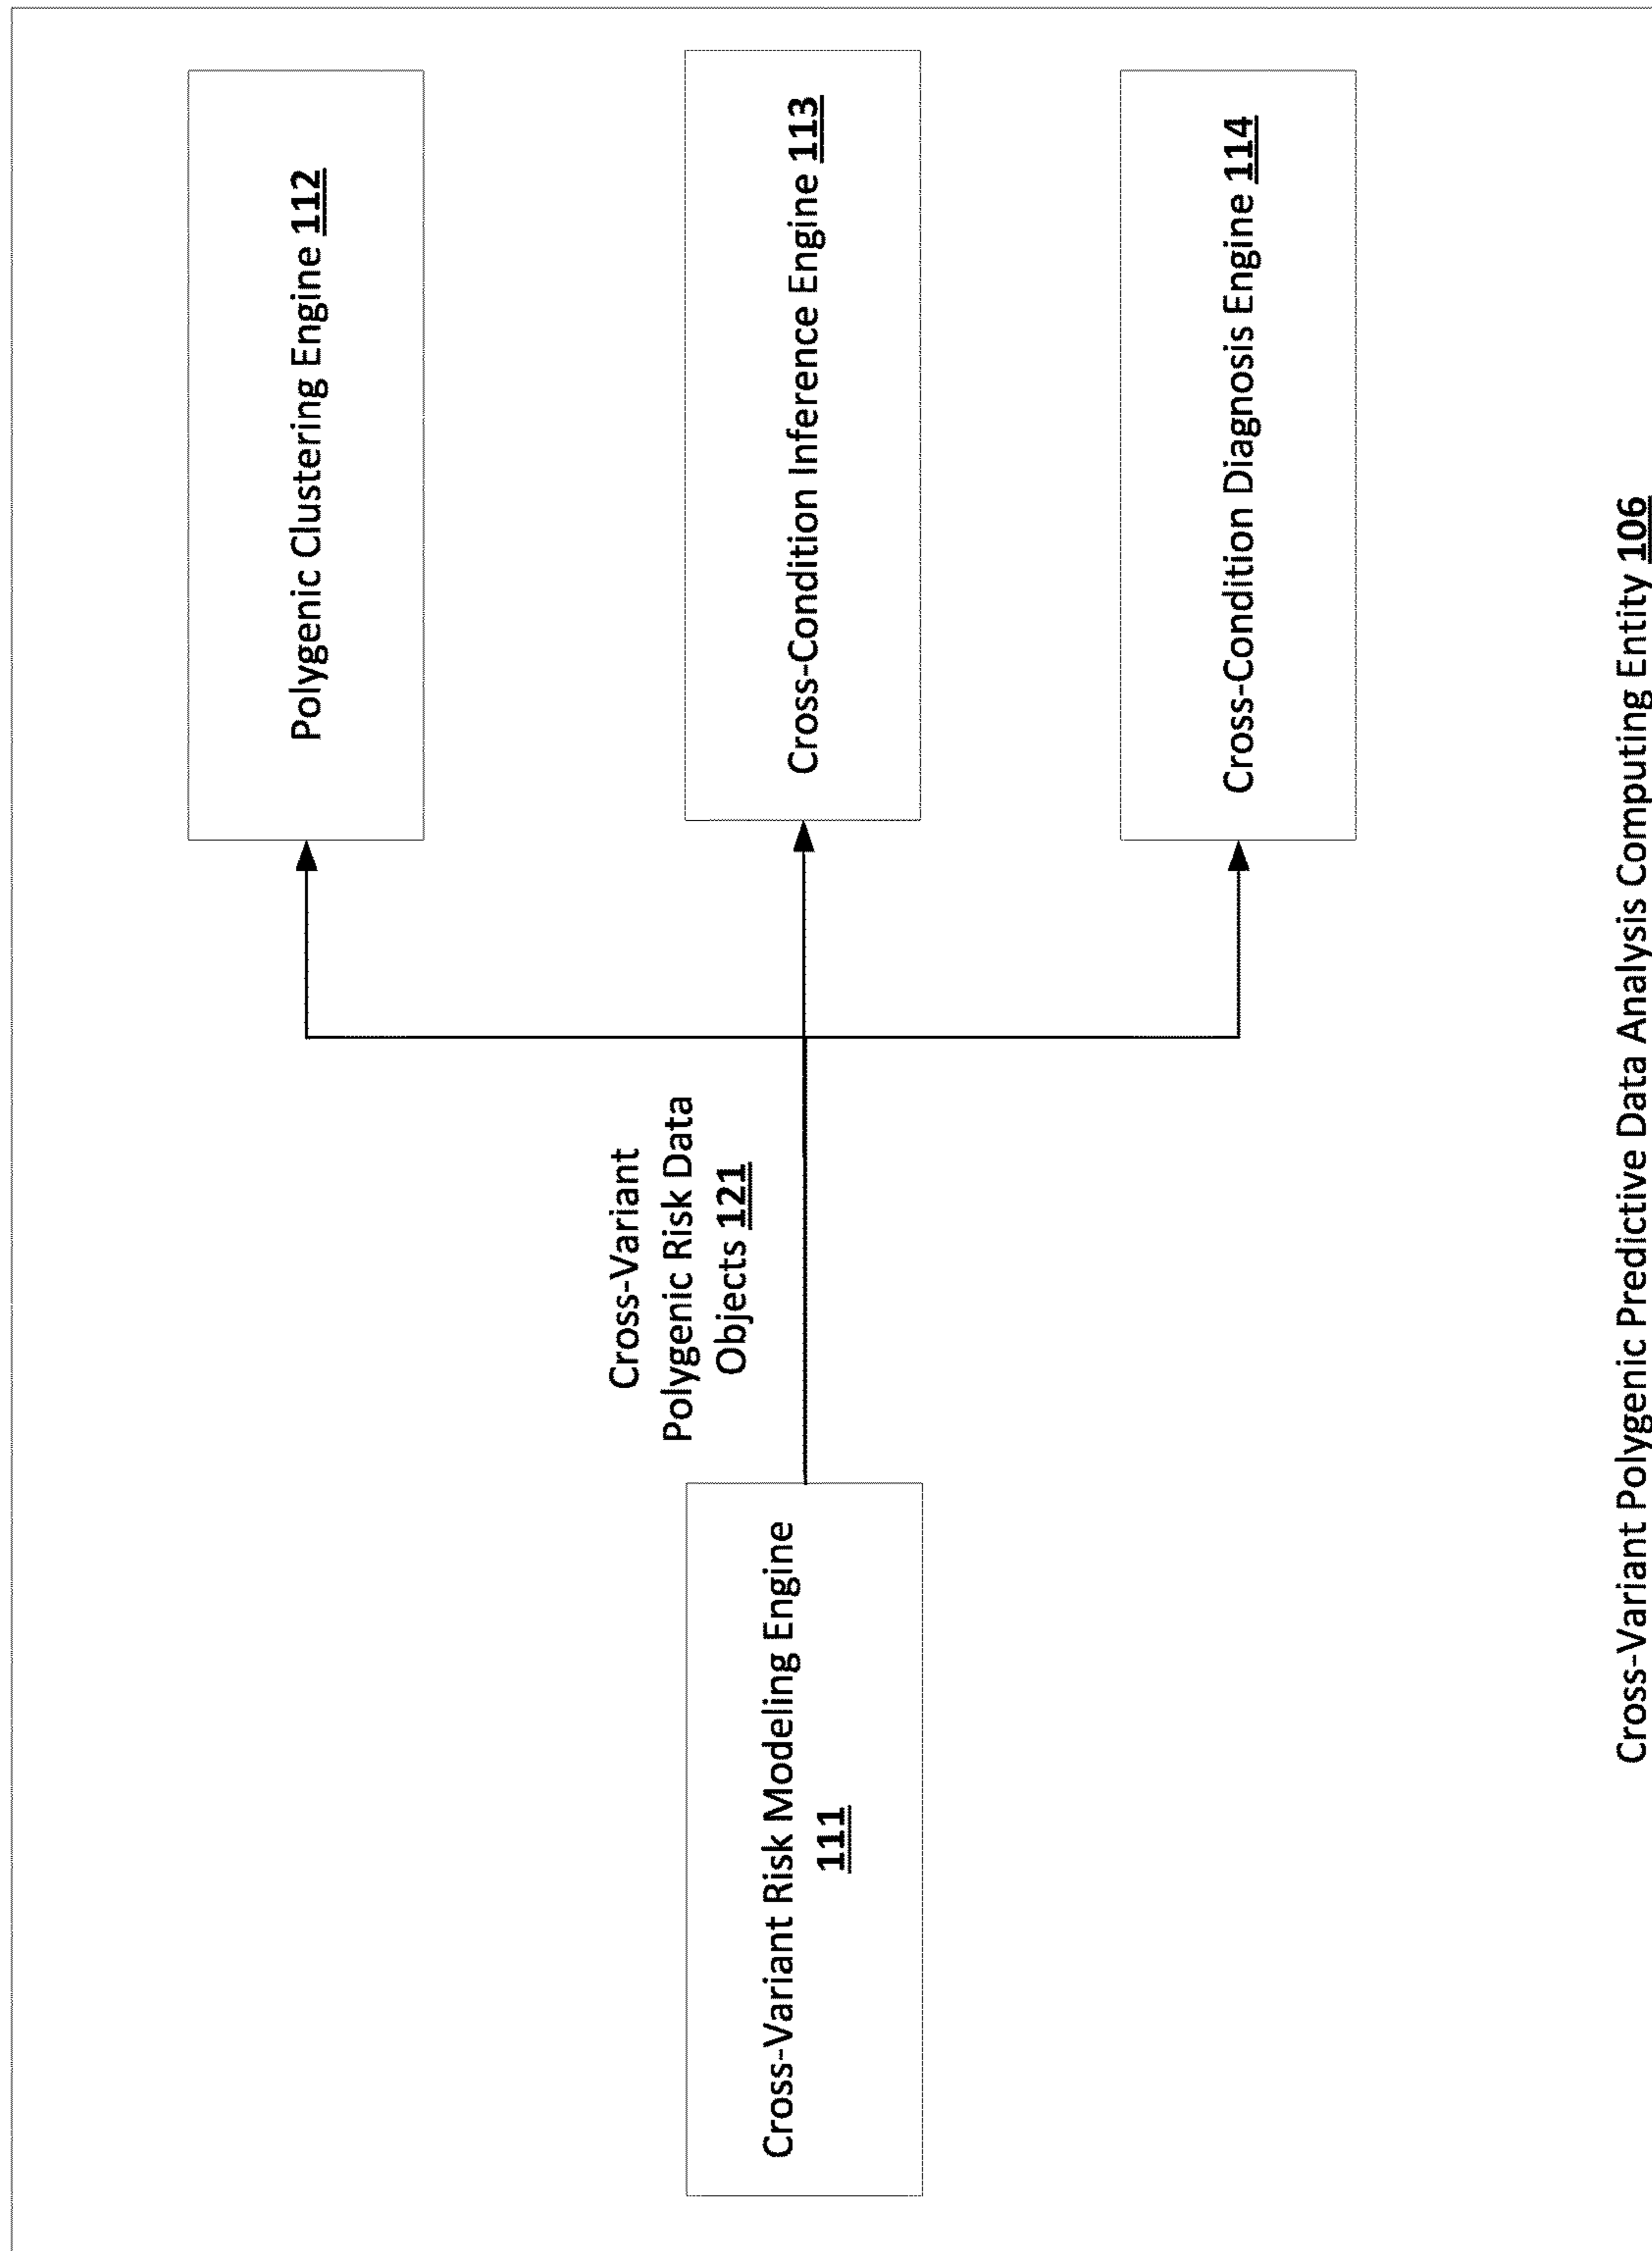 Polygenic Clustering Engine 112
Cross-Variant
Polygenic Risk Data
Objects 121
Cross-Variant Risk Modeling Engine
111
Cross-Condition Inference Engine 113
Cross-Condition Diagnosis Engine 114
Cross-Variant Polygenic Predictive Data Analysis Computing Entity 106